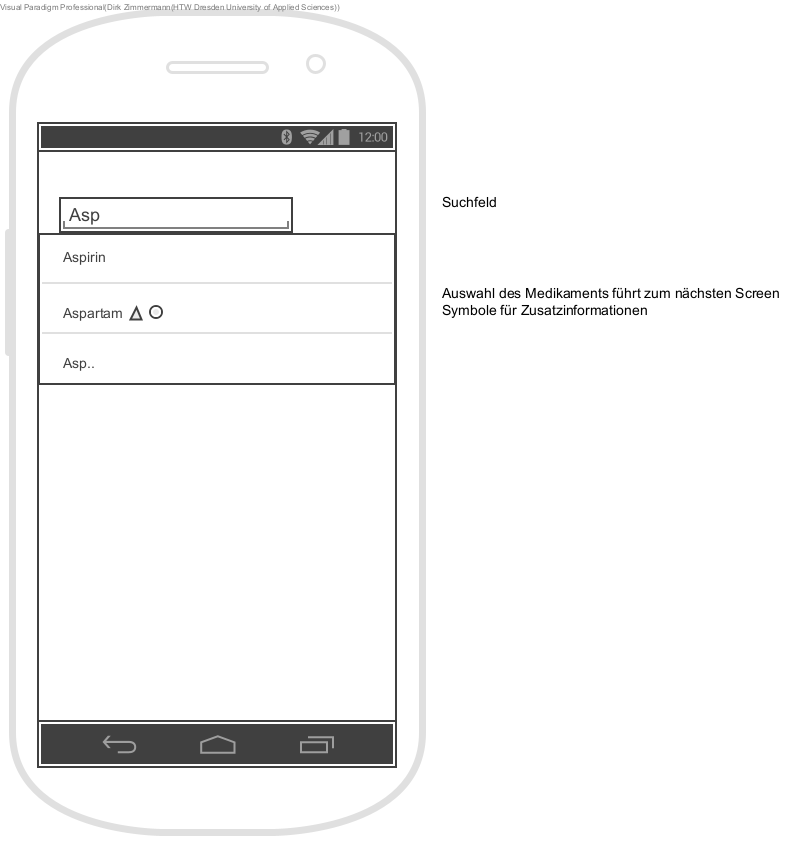 Visual Paradigm Professional(Dirk Zimmermann(HTW Dresden University of Applied Sciences))
12:00
Asp
Suchfeld
Aspirin
Auswahl des Medikaments führt zum nächsten Screen
Symbole für Zusatzinformationen
Aspartam
Asp..